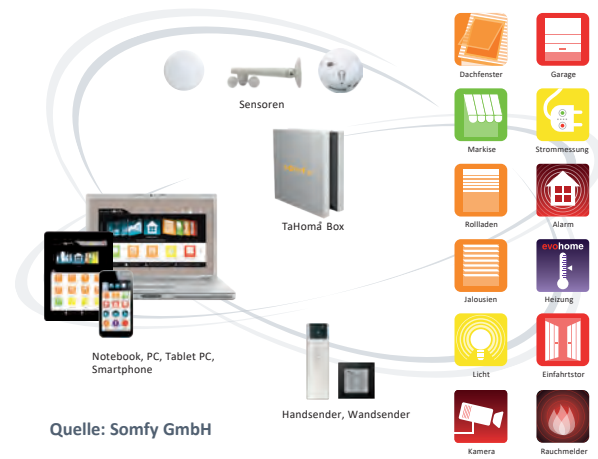 Sensoren
TaHoma Box
Notebook, PC, Tablet PC,
Smartphone
Handsender, Wandsender
Quelle: Somfy GmbH
Dachfenster
Garage
Markise
Strommessung
Rollladen
Alarm
Jalousien
evohome
Heizung
Licht
Einfahrtstor
Kamera
Rauchmelder